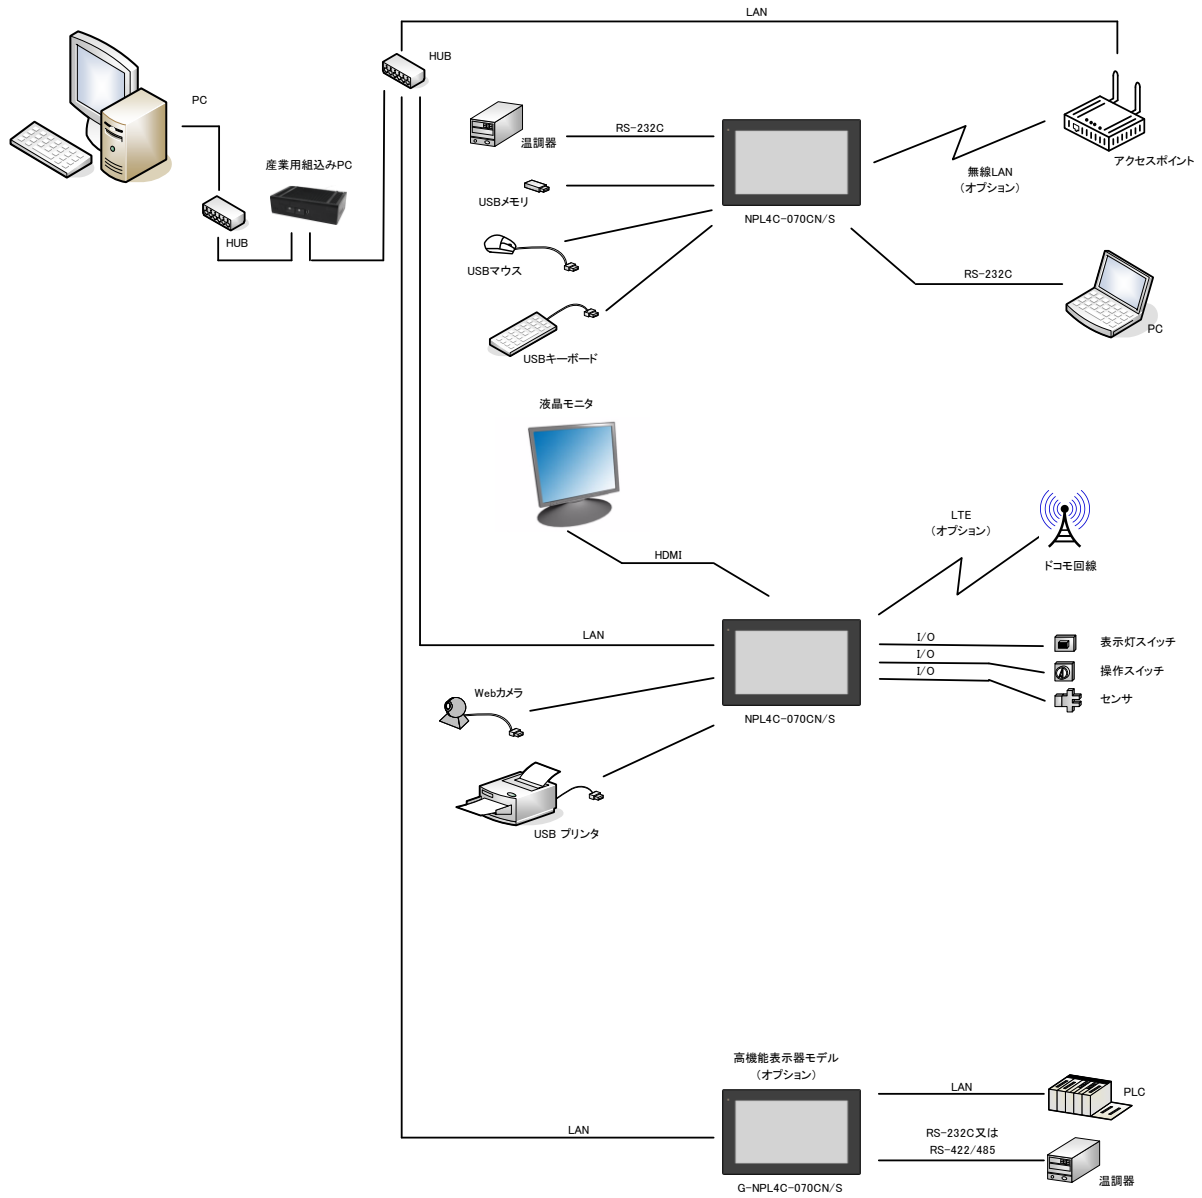 LAN
HUB
PC
産業用組込みPC
HUB
RS-232C
温調器
USBメモリ
USBマウス
USBキーボード
NPL4C-070CN/S
無線LAN
(オプション)
アクセスポイント
RS-232C
PC
液晶モニタ
HDMI
LTE
(オプション)
ドコモ回線
LAN
Webカメラ
USB プリンタ
NPL4C-070CN/S
I/O
I/O
I/O
表示灯スイッチ
操作スイッチ
センサ
高機能表示器モデル
(オプション)
LAN
G-NPL4C-070CN/S
LAN
PLC
RS-232C又は
RS-422/485
温調器